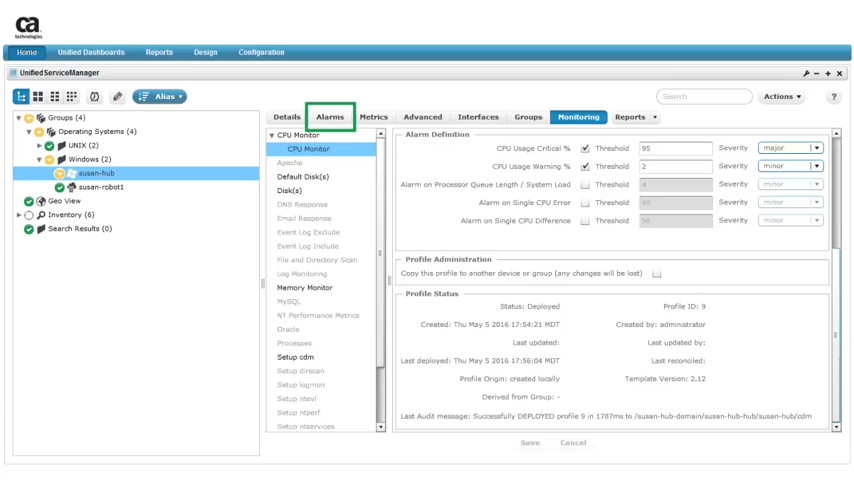 ca
technologies
Home Unified Dashboards Reports Design Configuration
UnifiedServiceManager
Alias
Search
Actions
?
Groups (4)
Operating Systems (4)
UNIX (2)
Windows (2)
susan-hub
susan-robot1
Geo View
Inventory (6)
Search Results (0)
Details Alarms Metrics Advanced Interfaces Groups Monitoring Reports
CPU Monitor
CPU Monitor
Apache
Default Disk(s)
Disk(s)
DNS Response
Email Response
Event Log Exclude
Event Log Include
File and Directory Scan
Log Monitoring
Memory Monitor
MySQL
NT Performance Metrics
Oracle
Processes
Setup cdm
Setup dirscan
Setup logmon
Setup ntevl
Setup ntperf
Setup ntservices
Alarm Definition
CPU Usage Critical % Threshold 95 Severity major
CPU Usage Warning % Threshold 2 Severity minor
Alarm on Processor Queue Length / System Load Threshold 4 Severity minor
Alarm on Single CPU Error Threshold 90 Severity minor
Alarm on Single CPU Difference Threshold 50 Severity minor
Profile Administration
Copy this profile to another device or group (any changes will be lost)
Profile Status
Status: Deployed Profile ID: 9
Created: Thu May 5 2016 17:54:21 MDT Created by: administrator
Last updated: Last updated by:
Last deployed: Thu May 5 2016 17:56:04 MDT Last reconciled:
Profile Origin: created locally Template Version: 2.12
Derived from Group: -
Last Audit message: Successfully DEPLOYED profile 9 in 1787ms to /susan-hub-domain/susan-hub-hub/susan-hub/cdm
Save Cancel